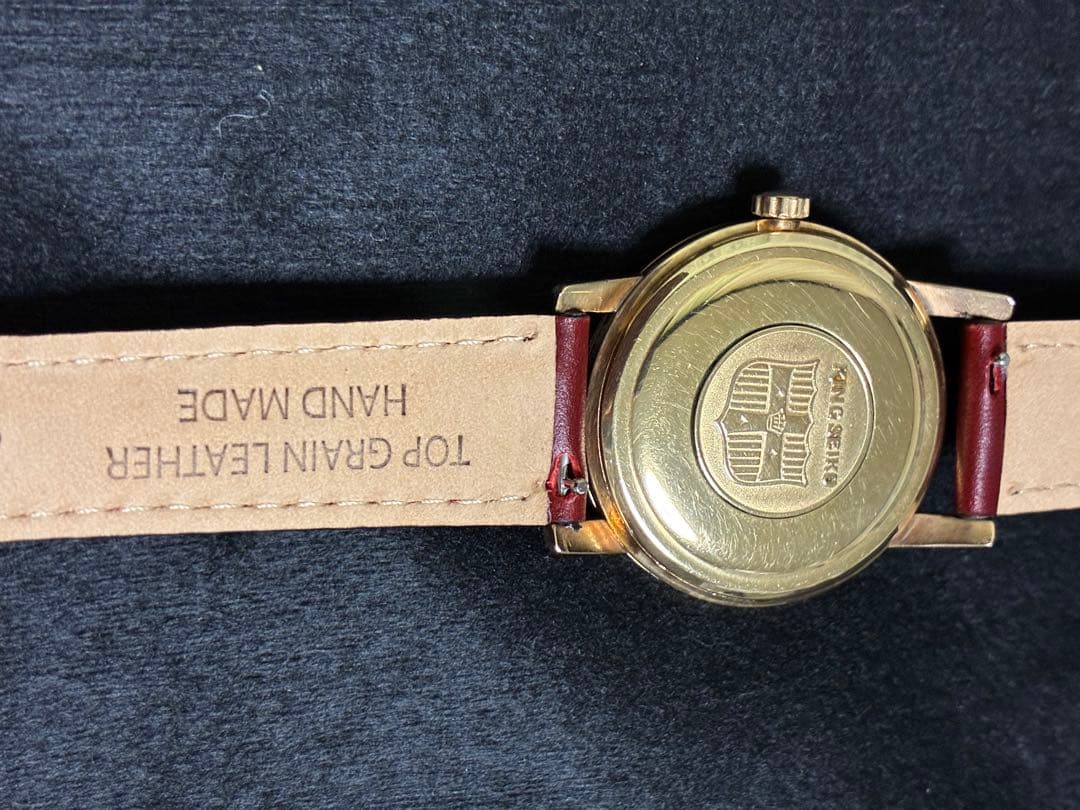 TOP GRAIN LEATHER
HAND MADE
KING SEIKO